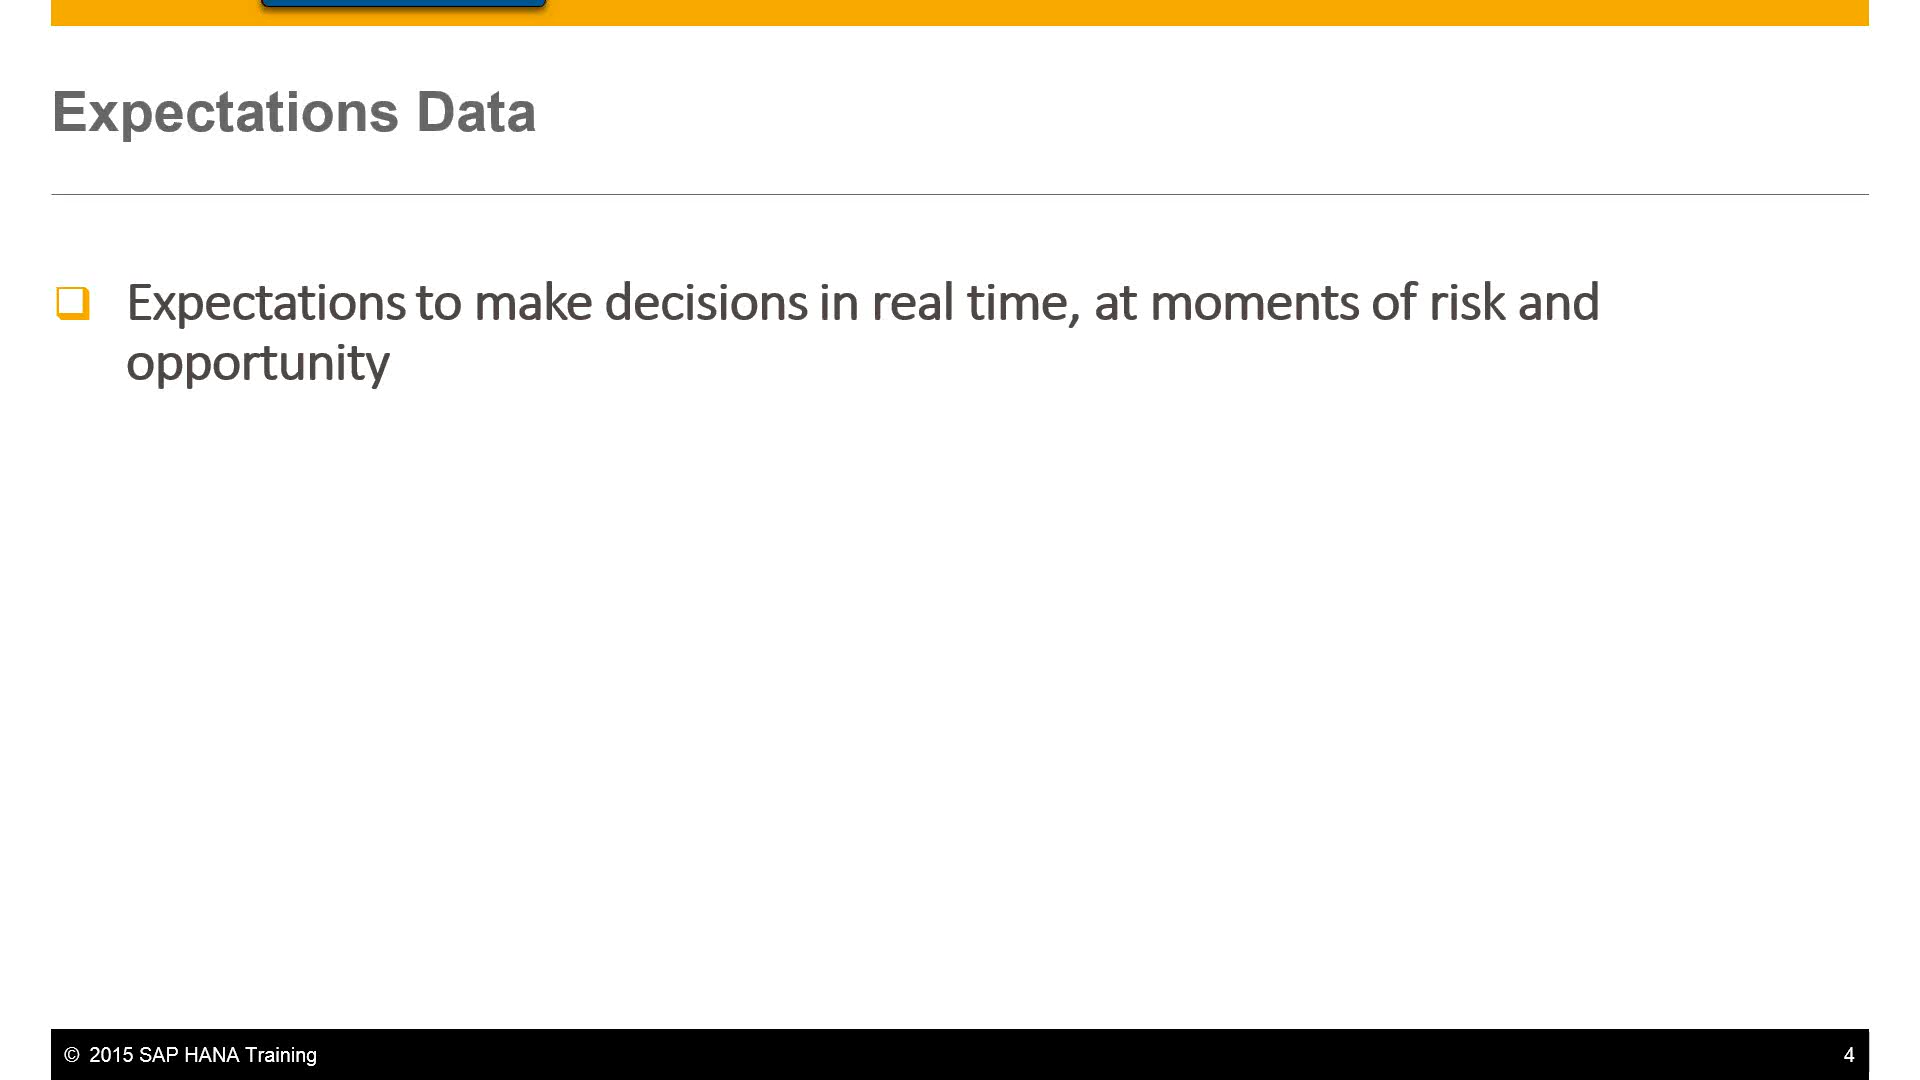 Expectations Data
Expectations to make decisions in real time, at moments of risk and
opportunity
© 2015 SAP HANA Training
4